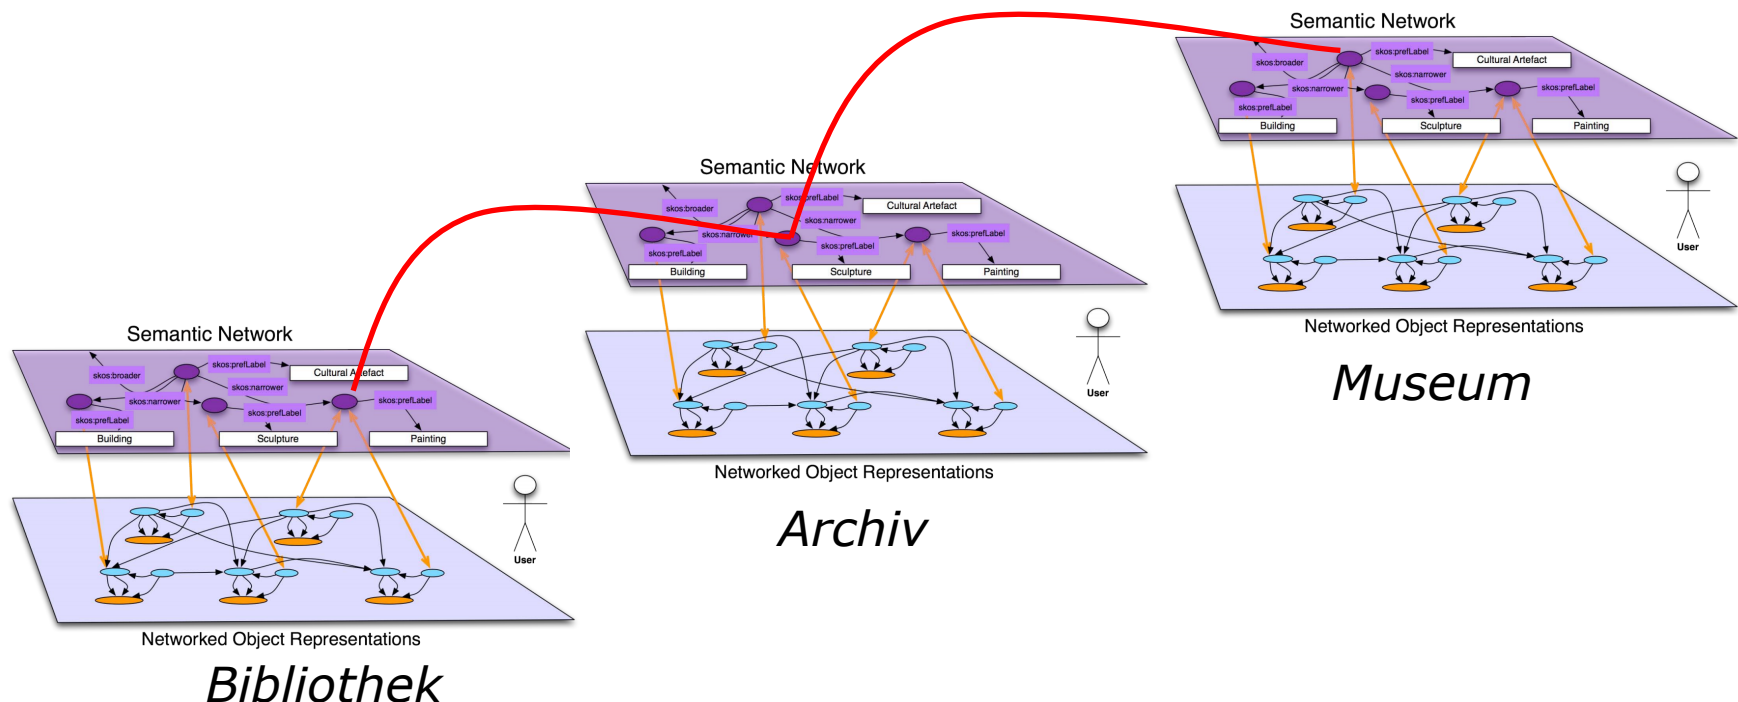 Semantic Network
skos:prefLabel
skos:broader
Cultural Artefact
skos:narrower
skos:narrower
skos:prefLabel
skos:prefLabel
skos:prefLabel
Building
Sculpture
Painting
User
Networked Object Representations
Museum
Semantic Network
skos:prefLabel
skos:broader
Cultural Artefact
skos:narrower
skos:narrower
skos:prefLabel
skos:prefLabel
skos:prefLabel
Building
Sculpture
Painting
User
Networked Object Representations
Archiv
Semantic Network
skos:prefLabel
skos:broader
Cultural Artefact
skos:narrower
skos:narrower
skos:prefLabel
skos:prefLabel
skos:prefLabel
Building
Sculpture
Painting
User
Networked Object Representations
Bibliothek